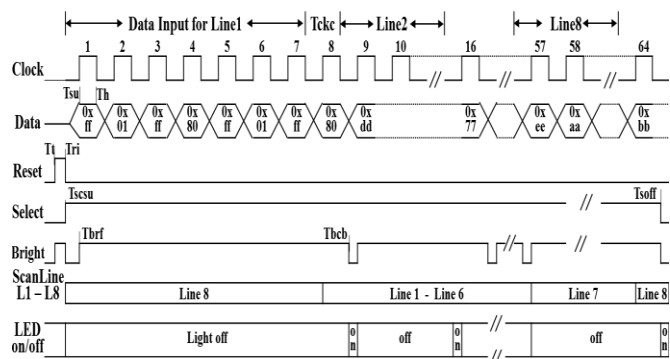 Data Input for Line1 Tckc Line2 Line8
1 2 3 4 5 6 7 8 9 10 16 57 58 64
Clock // // //
Tsu Th
Data 0x ff 0x 01 0x ff 0x 80 0x ff 0x 01 0x ff 0x 80 0x dd 0x 77 0x ee 0x aa 0x bb
Tri
Reset
Tscsu Tsoff
Select //
Tbrf Tbcb
Bright // //
ScanLine
L1 – L8 Line 8 Line 1 - Line 6 Line 7 Line 8
LED
on/off Light off on off on // off on
//